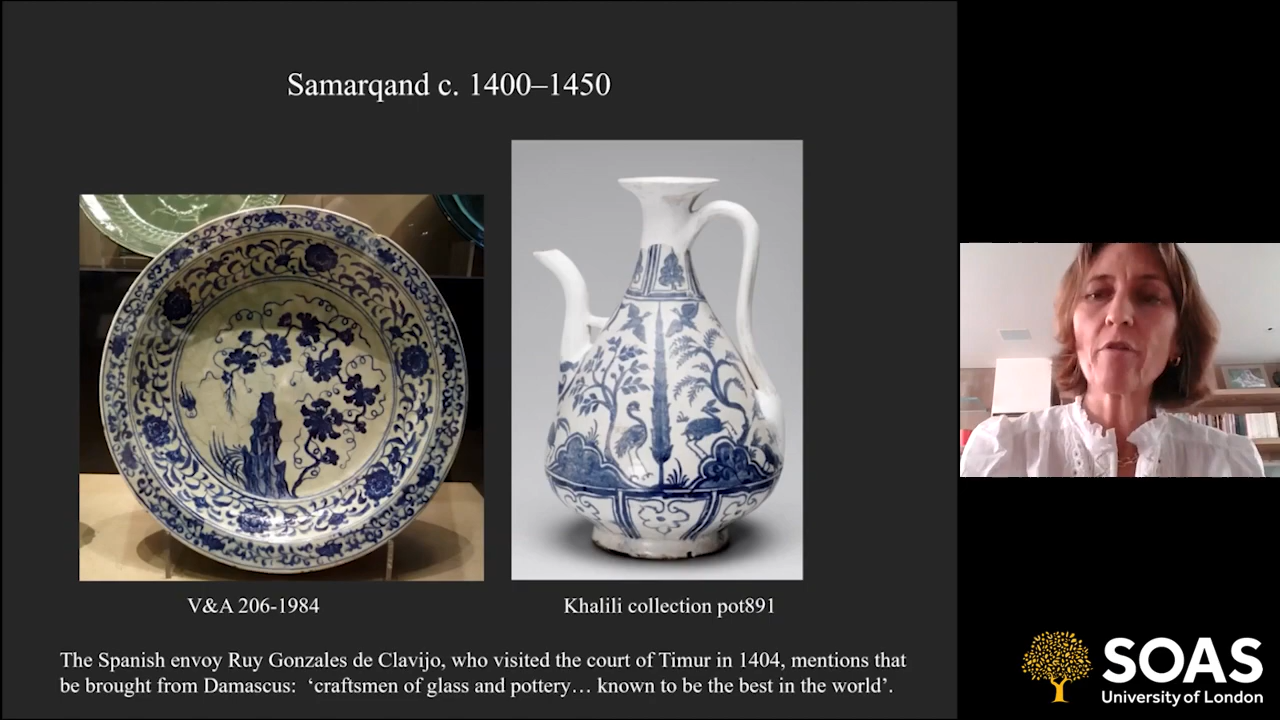 Samarqand c. 1400–1450
V&A 206-1984
Khalili collection pot891
The Spanish envoy Ruy Gonzales de Clavijo, who visited the court of Timur in 1404, mentions that
be brought from Damascus: ‘craftsmen of glass and pottery… known to be the best in the world’.
SOAS
University of London